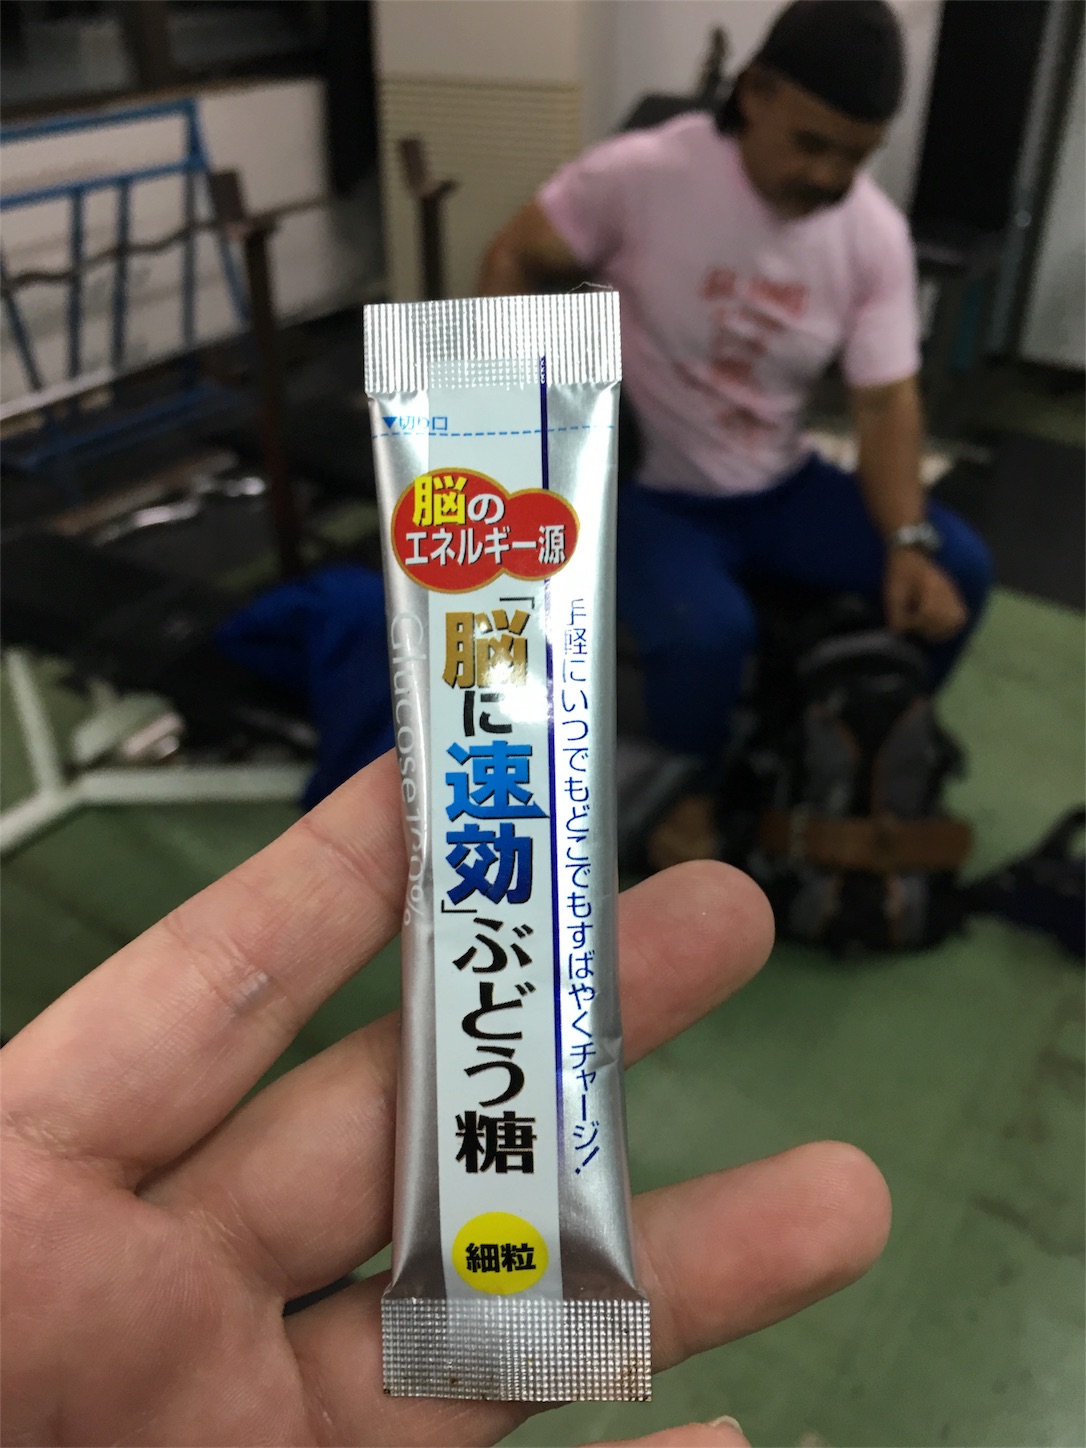 ▼切り口
脳の
エネルギー源
「脳に速効」ぶどう糖
手軽にいつでもどこでもすばやくチャージ!
Glucose100%
細粒